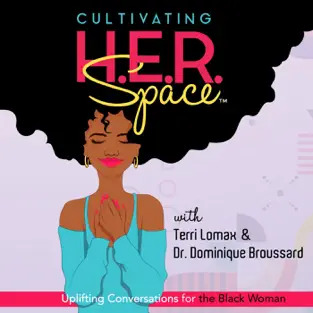 CULTIVATING
H.E.R.
Space™
with
Terri Lomax &
Dr. Dominique Broussard
Uplifting Conversations for the Black Woman